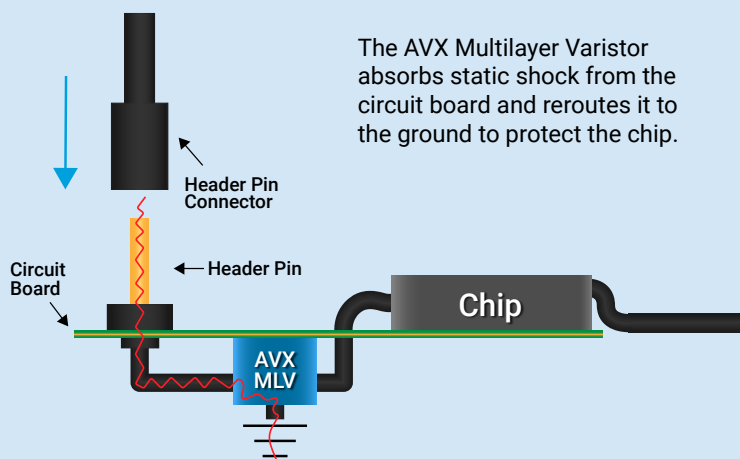 The AVX Multilayer Varistor
absorbs static shock from the
circuit board and reroutes it to
the ground to protect the chip.
Header Pin
Connector
Header Pin
Circuit
Board
Chip
AVX
MLV